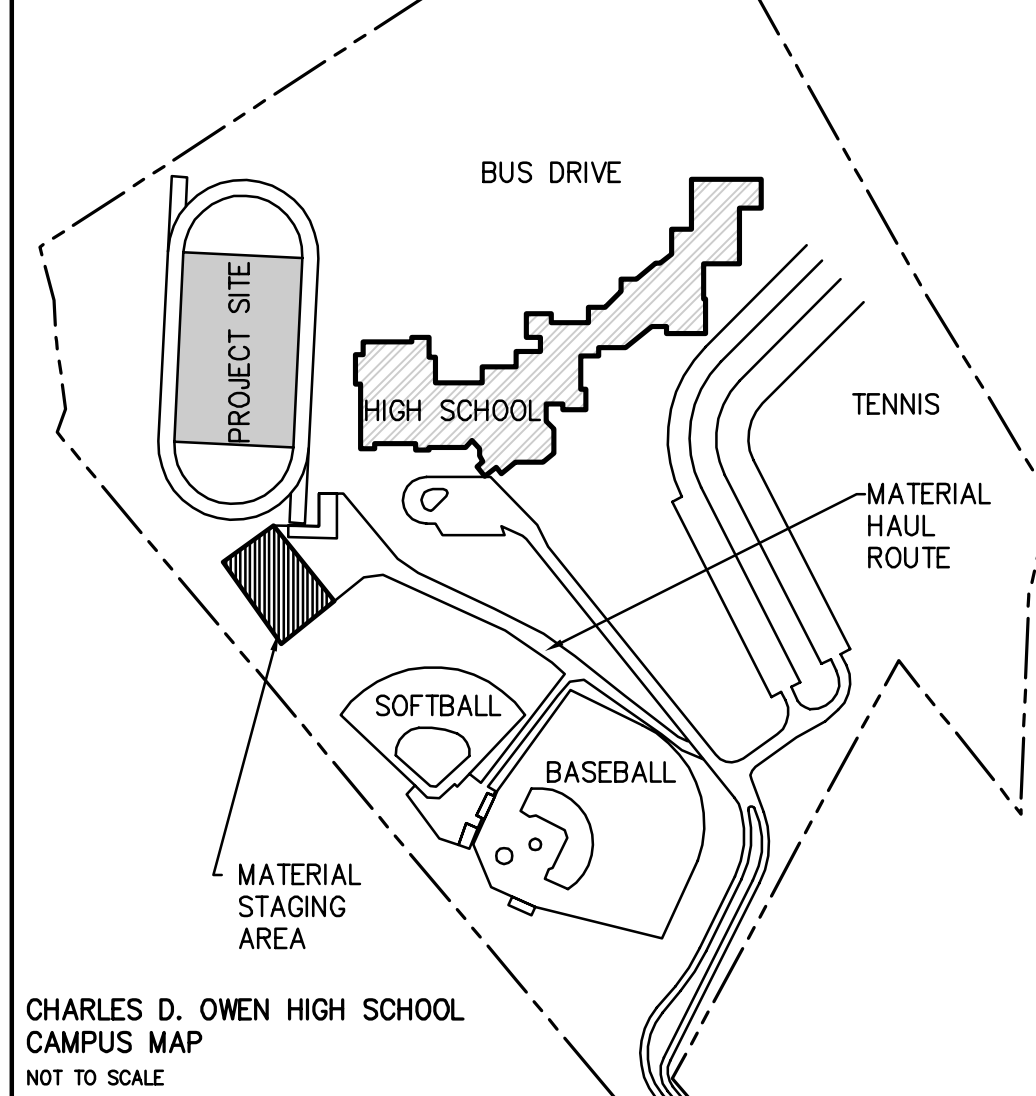 BUS DRIVE
PROJECT SITE
HIGH SCHOOL
TENNIS
MATERIAL
HAUL
ROUTE
SOFTBALL
BASEBALL
MATERIAL
STAGING
AREA
CHARLES D. OWEN HIGH SCHOOL
CAMPUS MAP
NOT TO SCALE